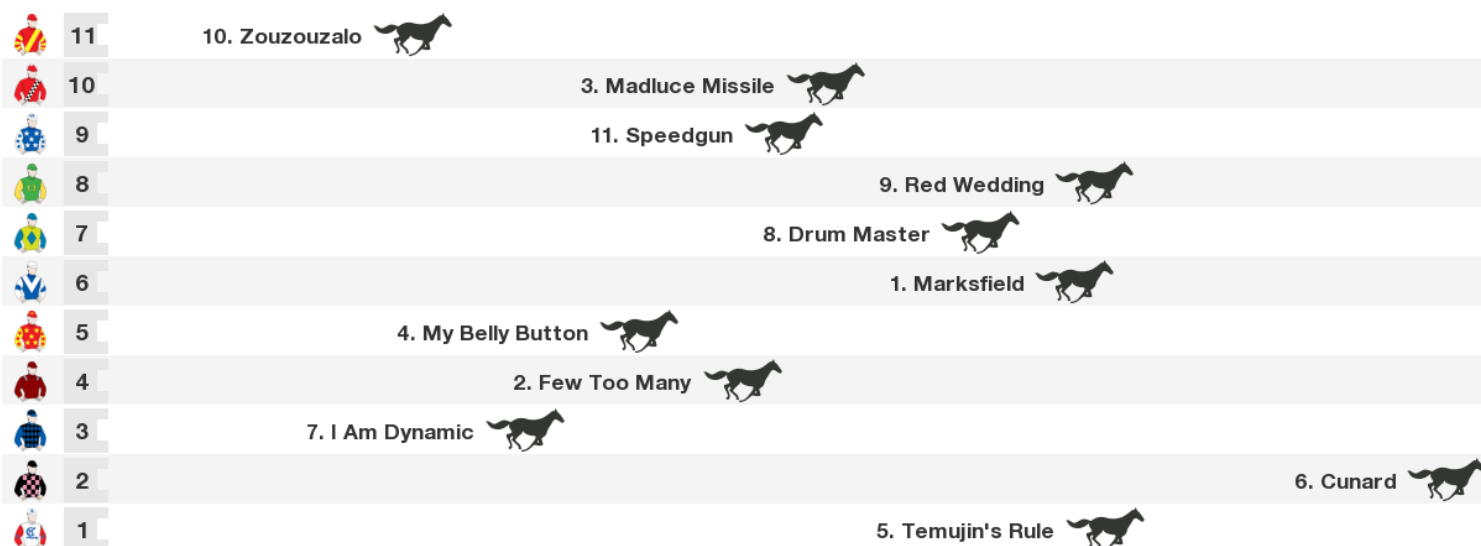 11 10. Zouzouzalo
10 3. Madluce Missile
9 11. Speedgun
8 9. Red Wedding
7 8. Drum Master
6 1. Marksfield
5 4. My Belly Button
4 2. Few Too Many
3 7. I Am Dynamic
2 6. Cunard
1 5. Temujin's Rule